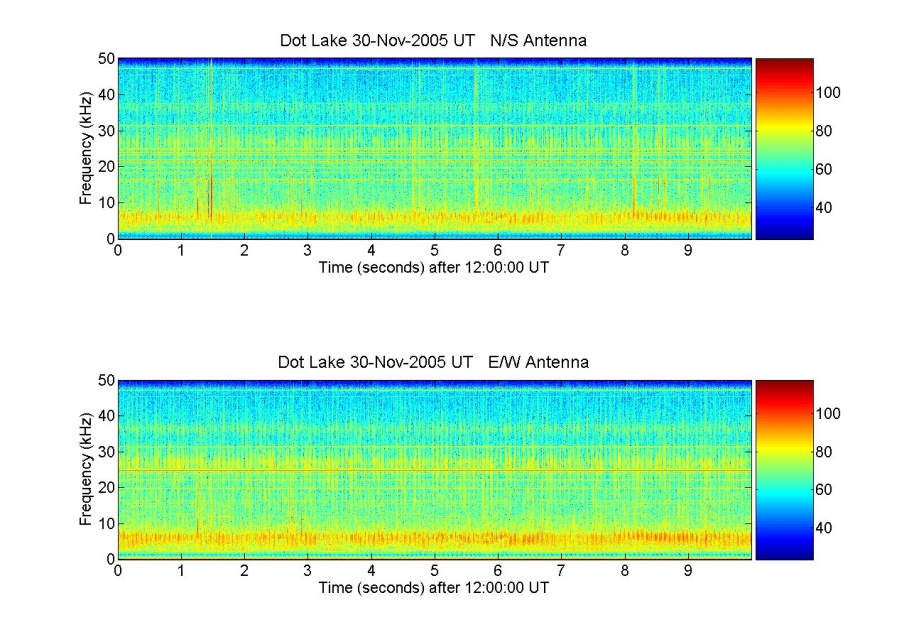 Dot Lake 30-Nov-2005 UT N/S Antenna
50
40
30
20
10
0
Frequency (kHz)
0 1 2 3 4 5 6 7 8 9
Time (seconds) after 12:00:00 UT
100
80
60
40
Dot Lake 30-Nov-2005 UT E/W Antenna
50
40
30
20
10
0
Frequency (kHz)
0 1 2 3 4 5 6 7 8 9
Time (seconds) after 12:00:00 UT
100
80
60
40